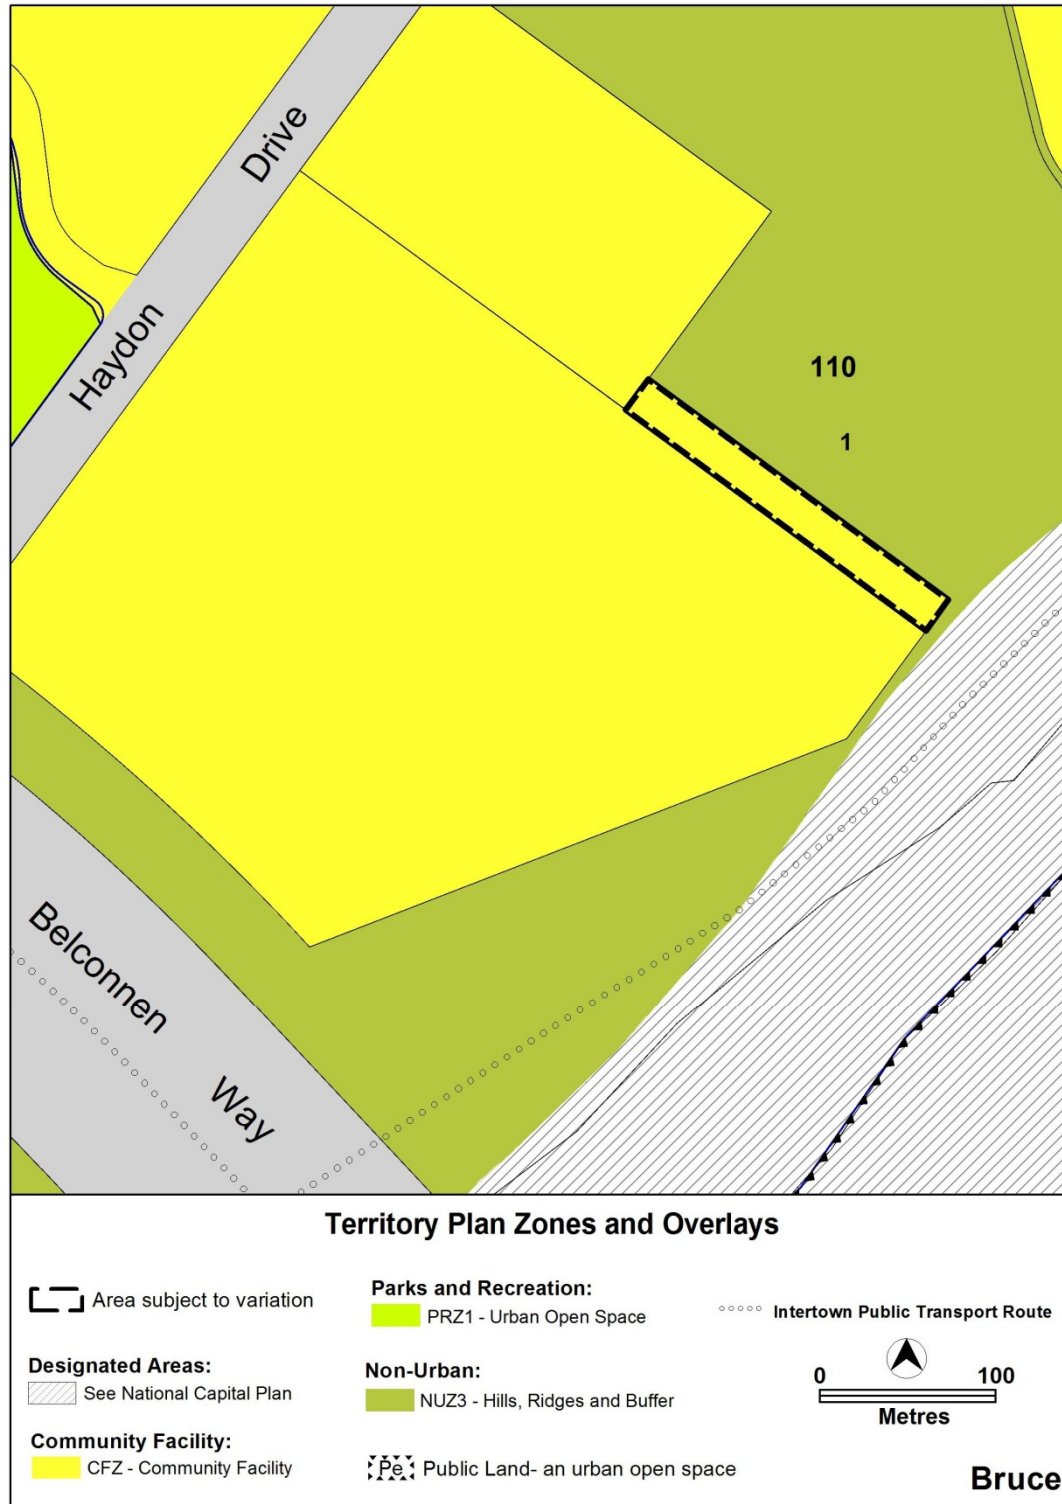 Haydon Drive
110
1
Belconnen
Way
Territory Plan Zones and Overlays
Area subject to variation
Designated Areas:
See National Capital Plan
Community Facility:
CFZ - Community Facility
Parks and Recreation:
PRZ1 - Urban Open Space
Non-Urban:
NUZ3 - Hills, Ridges and Buffer
Pe Public Land- an urban open space
Intertown Public Transport Route
0 100
Metres
Bruce